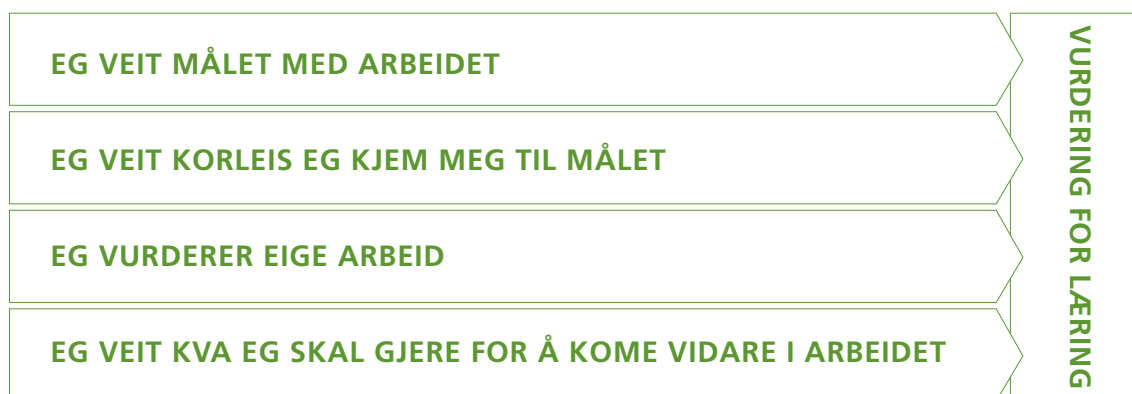 EG VEIT MÅLET MED ARBEIDET
EG VEIT KORLEIS EG KJEM MEG TIL MÅLET
EG VURDERER EIGE ARBEID
EG VEIT KVA EG SKAL GJERE FOR Å KOME VIDARE I ARBEIDET
VURDERING FOR LÆRING